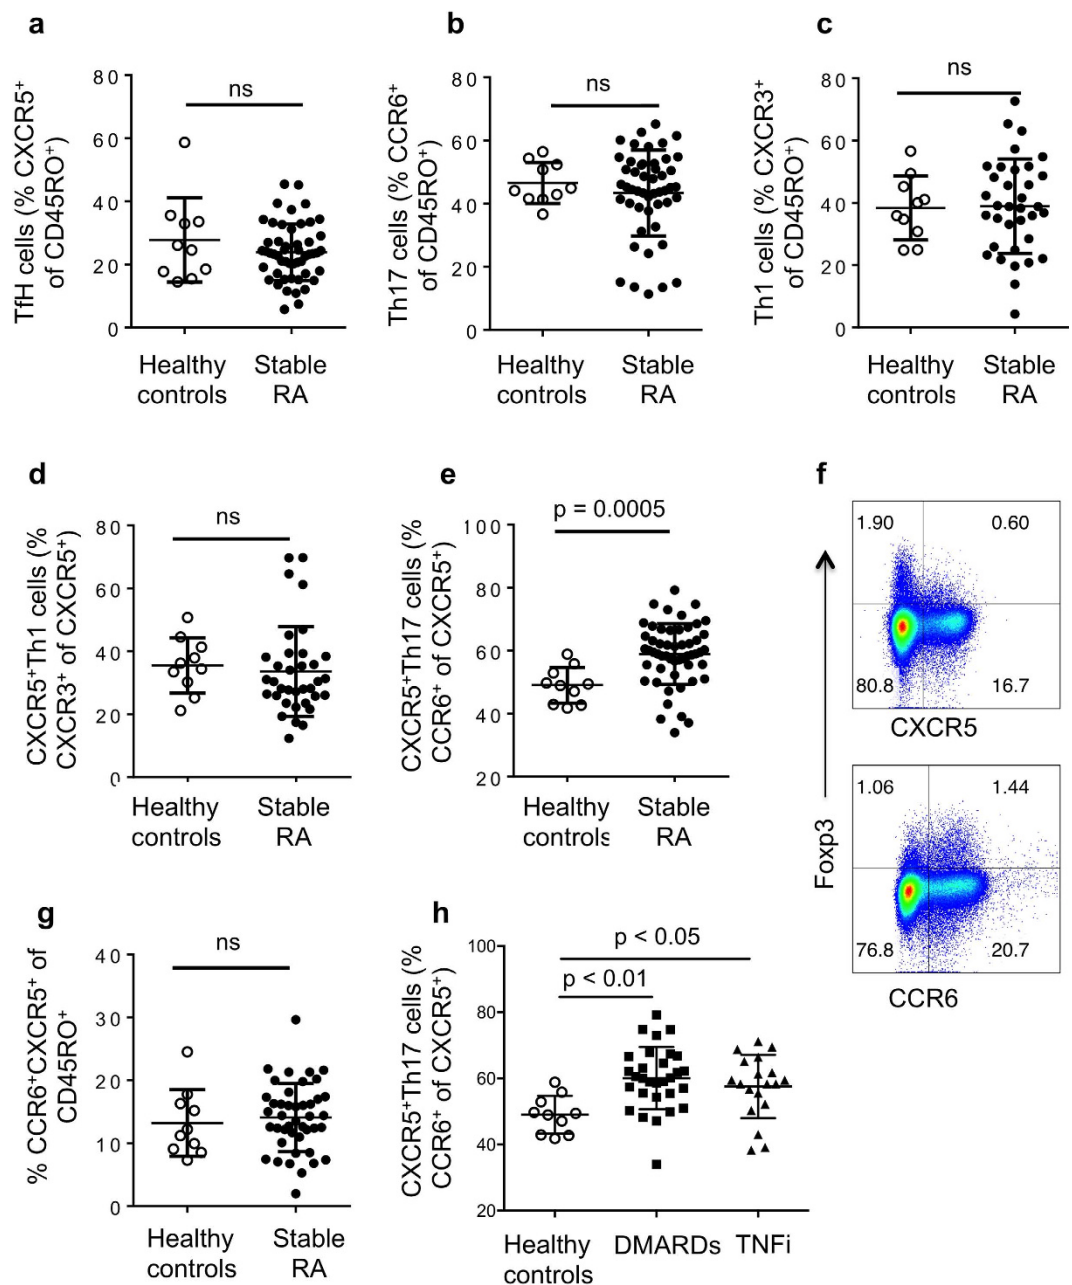 a
TfH cells (% CXCR5⁺
of CD45RO⁺)
80
60
40
20
0
ns
Healthy
controls
Stable
RA
b
Th17 cells (% CCR6⁺
of CD45RO⁺)
80
60
40
20
0
ns
Healthy
controls
Stable
RA
c
Th1 cells (% CXCR3⁺
of CD45RO⁺)
80
60
40
20
0
ns
Healthy
controls
Stable
RA
d
CXCR5⁺Th1 cells (%
CXCR3⁺ of CXCR5⁺)
80
60
40
20
0
ns
Healthy
controls
Stable
RA
e
CXCR5⁺Th17 cells (%
CCR6⁺ of CXCR5⁺)
100
80
60
40
20
p = 0.0005
Healthy
controls
Stable
RA
f
1.90 0.60
80.8 16.7
CXCR5
1.06 1.44
76.8 20.7
CCR6
Foxp3
g
% CCR6⁺CXCR5⁺ of
CD45RO⁺
40
30
20
10
0
ns
Healthy
controls
Stable
RA
h
CXCR5⁺Th17 cells (%
CCR6⁺ of CXCR5⁺)
100
80
60
40
20
p < 0.05
p < 0.01
Healthy
controls
DMARDs
TNFi